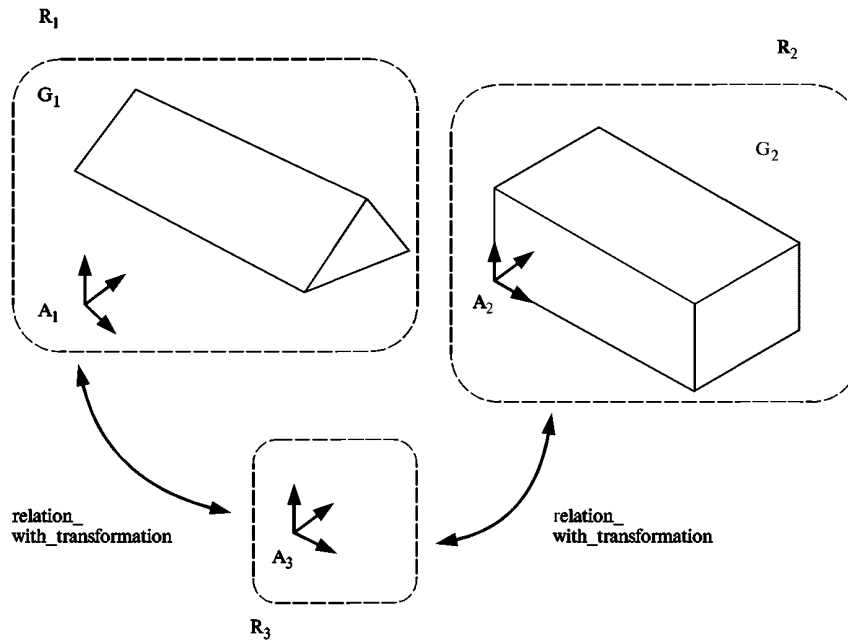 R₁
R₂
G₁
G₂
A₁
A₂
relation_
with_transformation
relation_
with_transformation
A₃
R₃